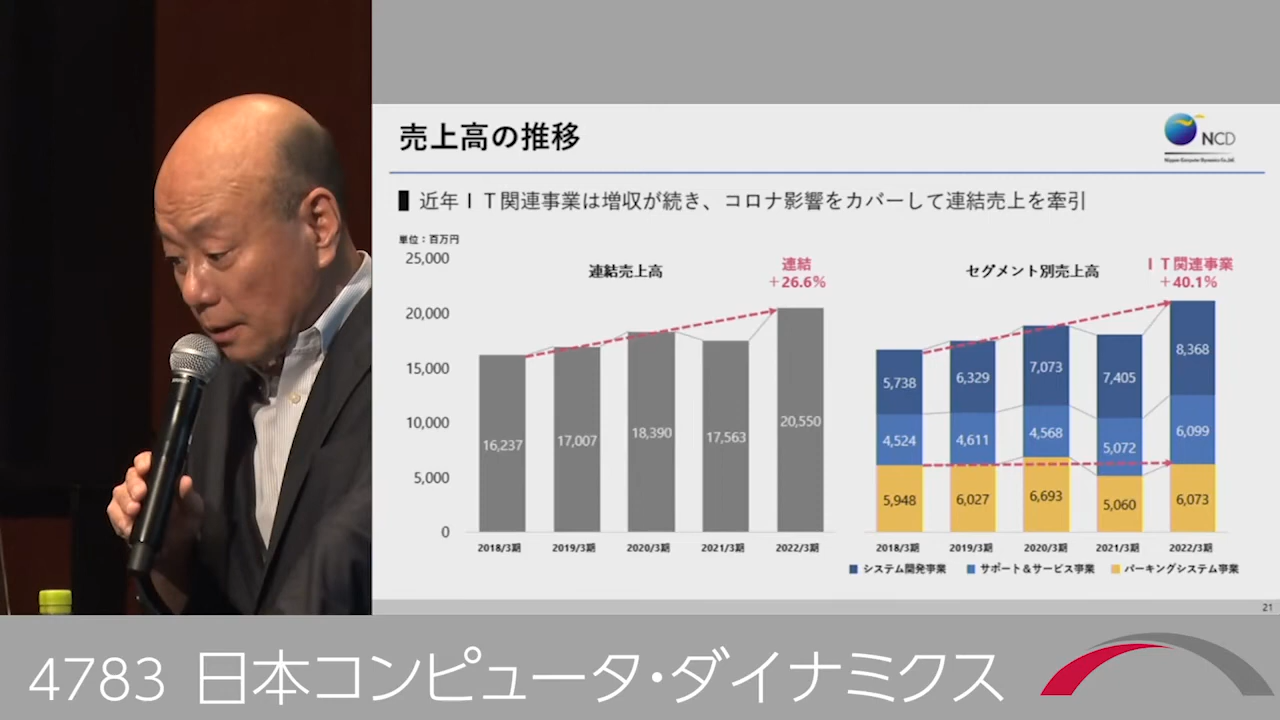 売上高の推移
NCD
Nippon Computer Dynamics Co.,Ltd.
近年ＩＴ関連事業は増収が続き、コロナ影響をカバーして連結売上を牽引
単位：百万円
連結売上高
連結
＋26.6%
25,000
20,000
15,000
10,000
5,000
0
16,237
17,007
18,390
17,563
20,550
2018/3期
2019/3期
2020/3期
2021/3期
2022/3期
セグメント別売上高
ＩＴ関連事業
＋40.1%
5,738
6,329
7,073
7,405
8,368
4,524
4,611
4,568
5,072
6,099
5,948
6,027
6,693
5,060
6,073
2018/3期
2019/3期
2020/3期
2021/3期
2022/3期
システム開発事業
サポート＆サービス事業
パーキングシステム事業
21
4783 日本コンピュータ・ダイナミクス